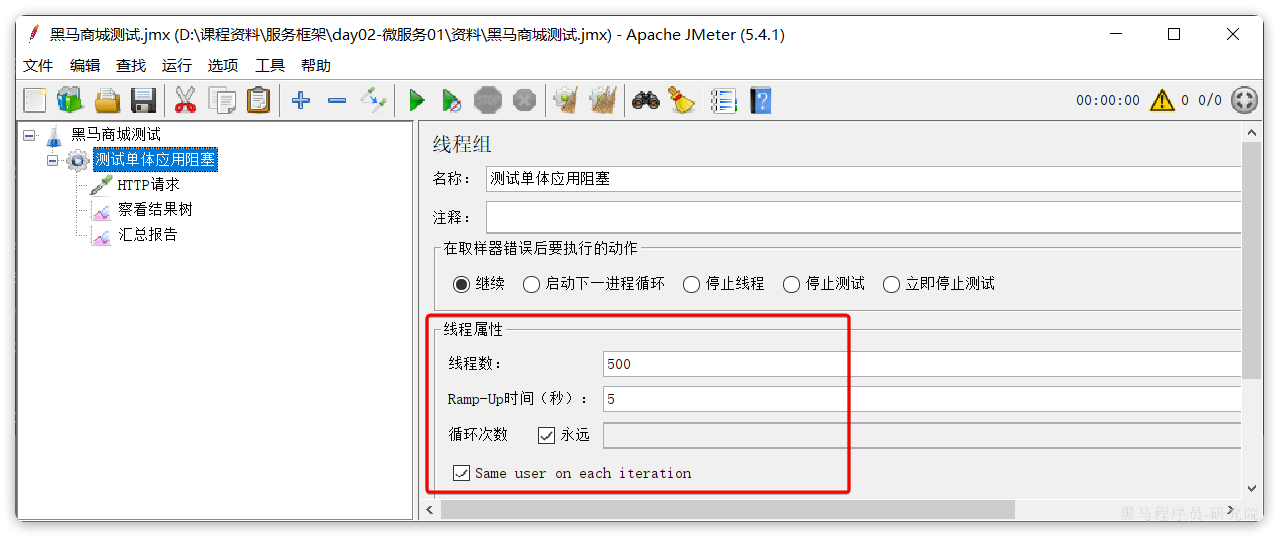 黑马商城测试.jmx (D:\课程资料\服务框架\day02-微服务01\资料\黑马商城测试.jmx) - Apache JMeter (5.4.1)
文件 编辑 查找 运行 选项 工具 帮助
STOP
00:00:00 0 0/0
黑马商城测试
测试单体应用阻塞
HTTP请求
察看结果树
汇总报告
线程组
名称： 测试单体应用阻塞
注释：
在取样器错误后要执行的动作
继续 启动下一进程循环 停止线程 停止测试 立即停止测试
线程属性
线程数： 500
Ramp-Up时间（秒）： 5
循环次数 永远
Same user on each iteration
黑马程序员-研究院